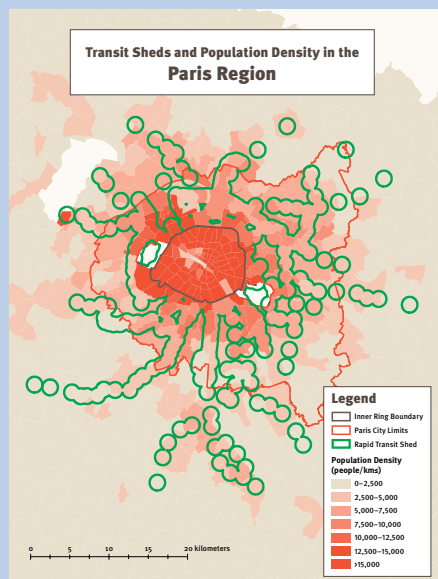 Transit Sheds and Population Density in the
Paris Region
Legend
Inner Ring Boundary
Paris City Limits
Rapid Transit Shed
Population Density
(people/kms)
0–2,500
2,500–5,000
5,000–7,500
7,500–10,000
10,000–12,500
12,500–15,000
>15,000
0 5 10 15 20 kilometers